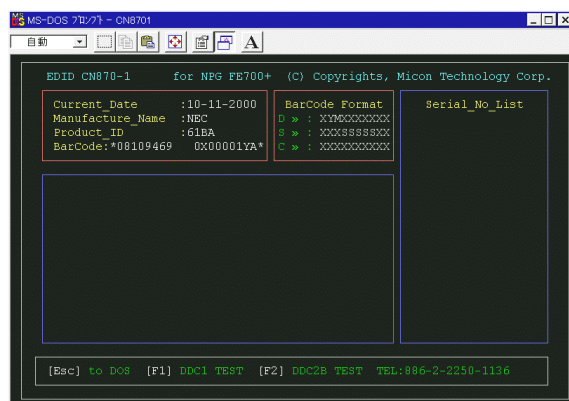 MS-DOS ﾌﾟﾛﾝﾌﾟﾄ - CN8701
自動
A
EDID CN870-1 for NPG FE700+ (C) Copyrights, Micon Technology Corp.
Current_Date :10-11-2000
Manufacture_Name :NEC
Product_ID :61BA
BarCode:*08109469 0X00001YA*
BarCode Format
D » : XYMXXXXXXX
S » : XXXSSSSSXX
C » : XXXXXXXXXX
Serial_No_List
[Esc] to DOS [F1] DDC1 TEST [F2] DDC2B TEST TEL:886-2-2250-1136